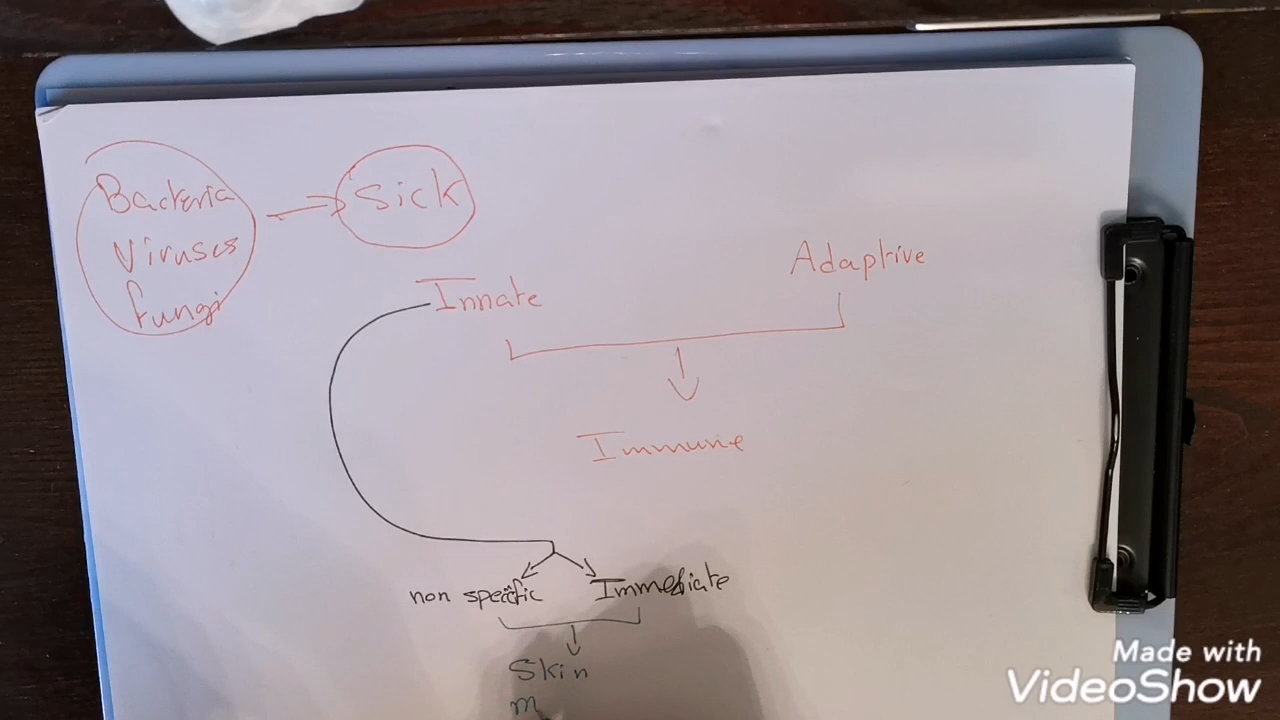 Bacteria
Viruses
fungi
Sick
Innate
Adaptive
Immune
non specific
Immediate
Skin
m
Made with
VideoShow